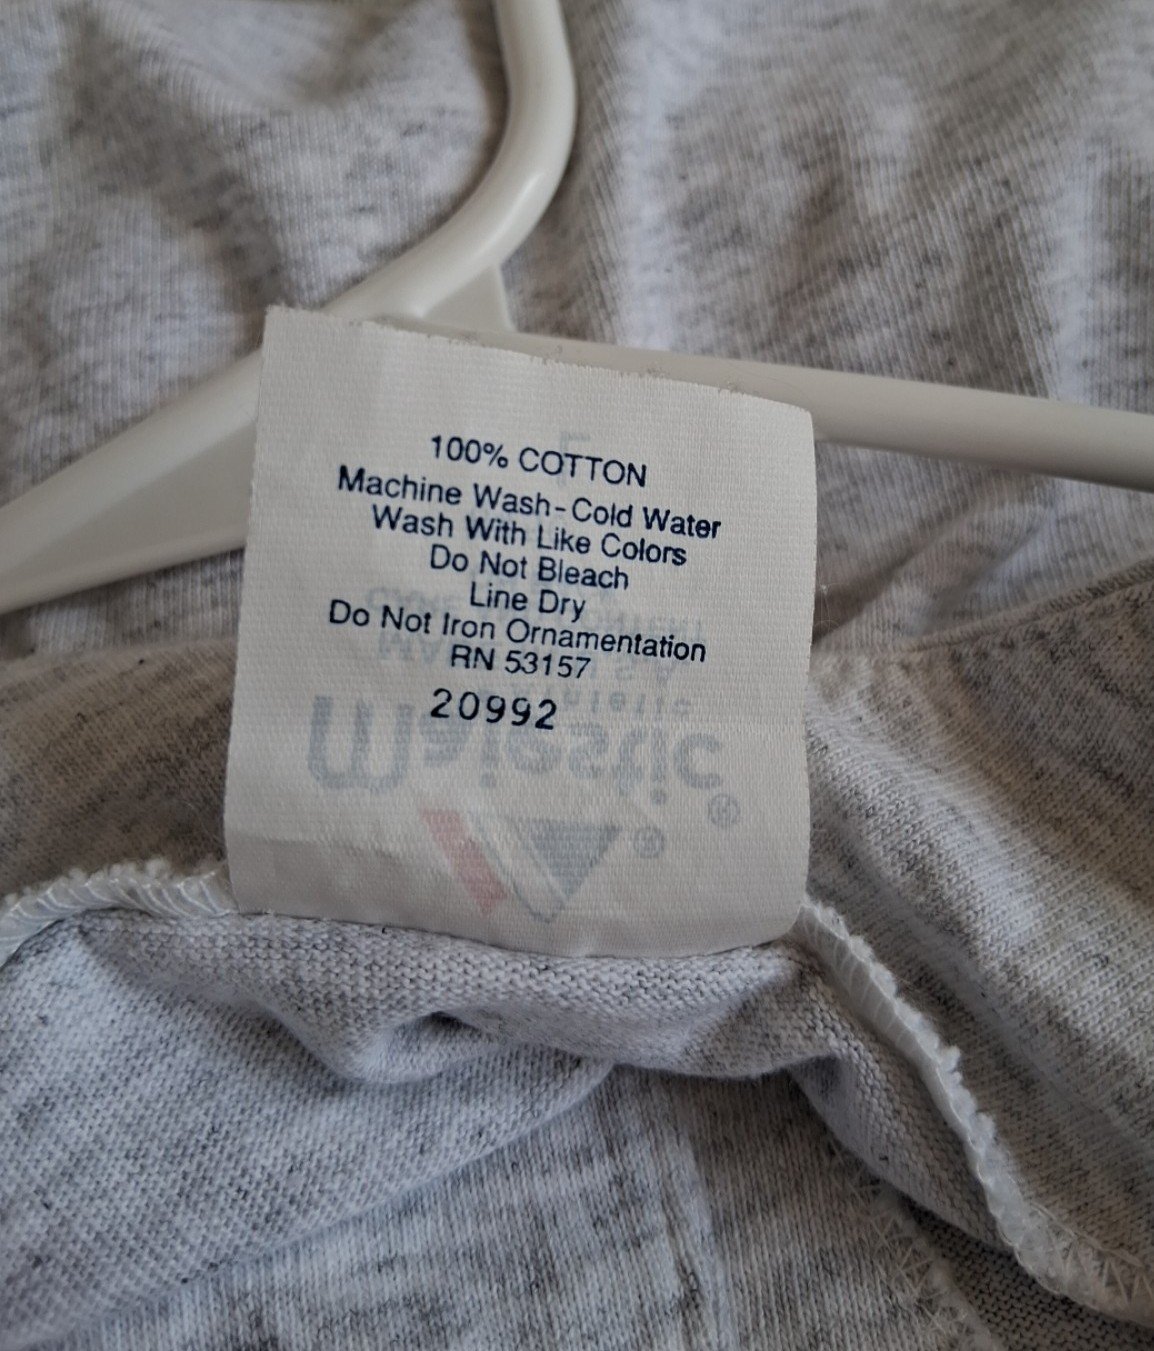 100% COTTON
Machine Wash-Cold Water
Wash With Like Colors
Do Not Bleach
Line Dry
Do Not Iron Ornamentation
RN 53157
20992
Majestic®
®